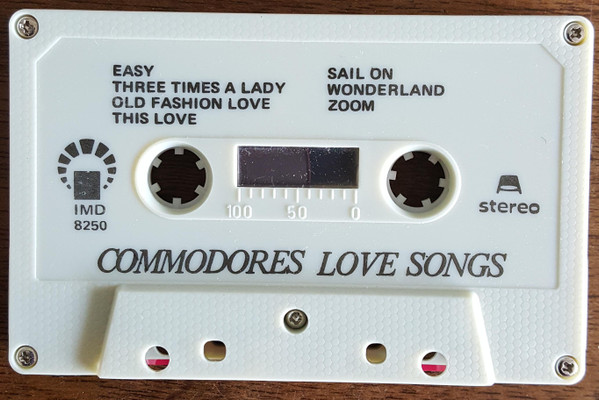 EASY
THREE TIMES A LADY
OLD FASHION LOVE
THIS LOVE
SAIL ON
WONDERLAND
ZOOM
IMD
8250
100 50 0
stereo
COMMODORES LOVE SONGS